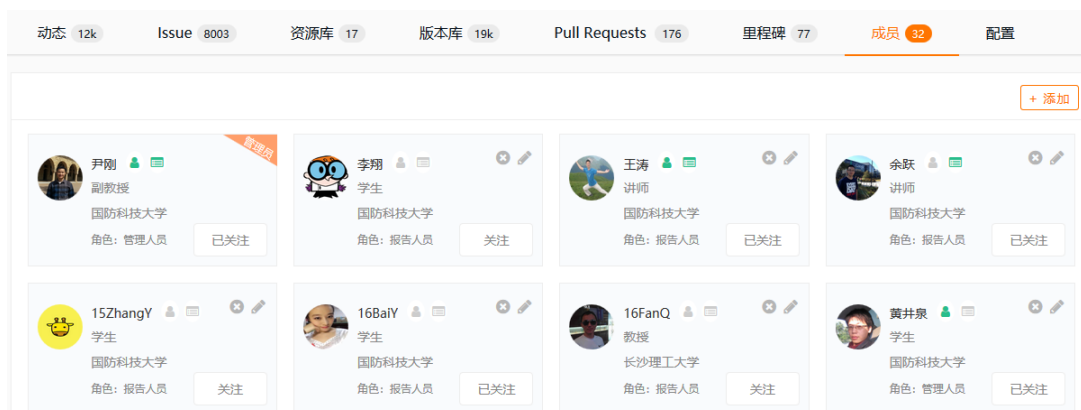 动态 12k Issue 8003 资源库 17 版本库 19k Pull Requests 176 里程碑 77 成员 32 配置
+ 添加
管理员
尹刚 李翔 王涛 余跃
副教授 学生 讲师 讲师
国防科技大学 国防科技大学 国防科技大学 国防科技大学
角色：管理人员 已关注 角色：报告人员 关注 角色：报告人员 已关注 角色：报告人员 已关注
15ZhangY 16BaiY 16FanQ 黄井泉
学生 学生 教授 学生
国防科技大学 国防科技大学 长沙理工大学 国防科技大学
角色：报告人员 关注 角色：报告人员 已关注 角色：报告人员 关注 角色：管理人员 已关注